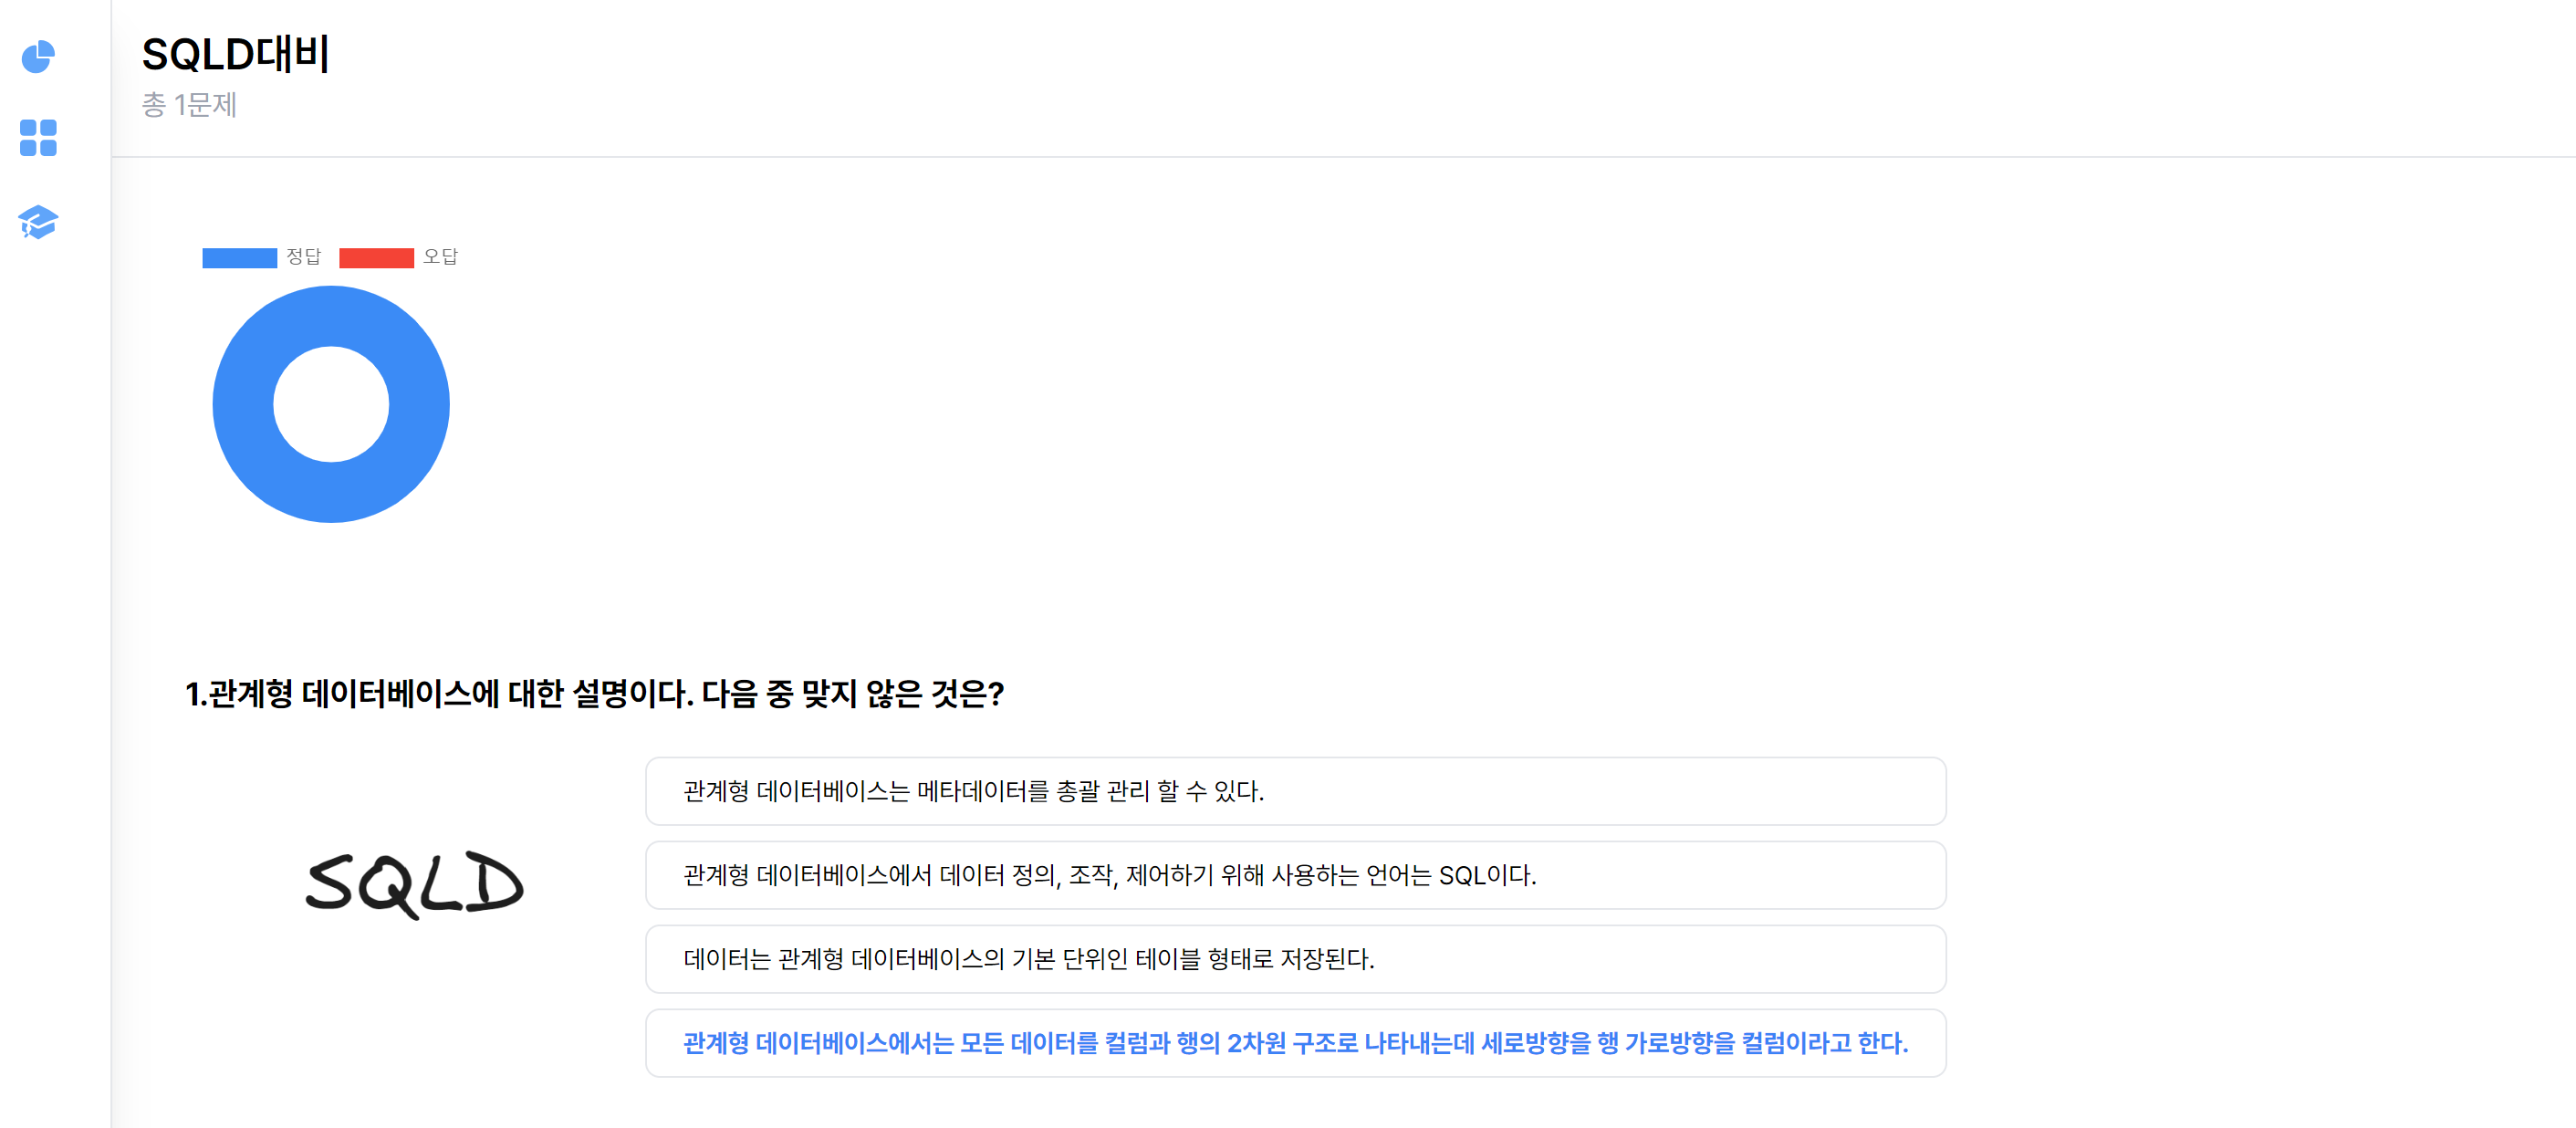 SQLD대비
총 1문제
정답 오답
1.관계형 데이터베이스에 대한 설명이다. 다음 중 맞지 않은 것은?
관계형 데이터베이스는 메타데이터를 총괄 관리 할 수 있다.
관계형 데이터베이스에서 데이터 정의, 조작, 제어하기 위해 사용하는 언어는 SQL이다.
SQLD
데이터는 관계형 데이터베이스의 기본 단위인 테이블 형태로 저장된다.
관계형 데이터베이스에서는 모든 데이터를 컬럼과 행의 2차원 구조로 나타내는데 세로방향을 행 가로방향을 컬럼이라고 한다.